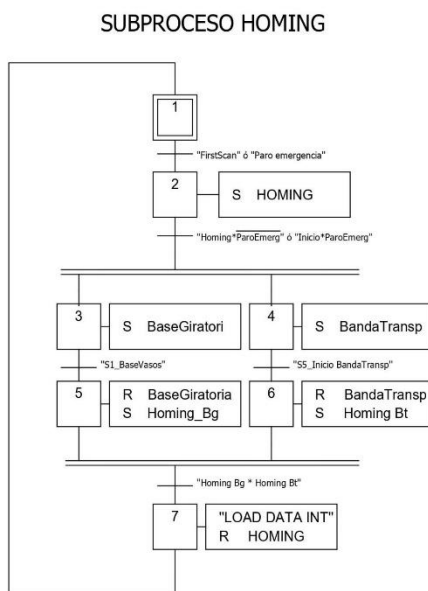 SUBPROCESO HOMING
1
"FirstScan" ó "Paro emergencia"
2
S HOMING
"Homing*ParoEmerg" ó "Inicio*ParoEmerg"
3
S BaseGiratori
4
S BandaTransp
"S1_BaseVasos"
"S5_Inicio BandaTransp"
5
R BaseGiratoria
S Homing_Bg
6
R BandaTransp
S Homing Bt
"Homing Bg * Homing Bt"
7
"LOAD DATA INT"
R HOMING